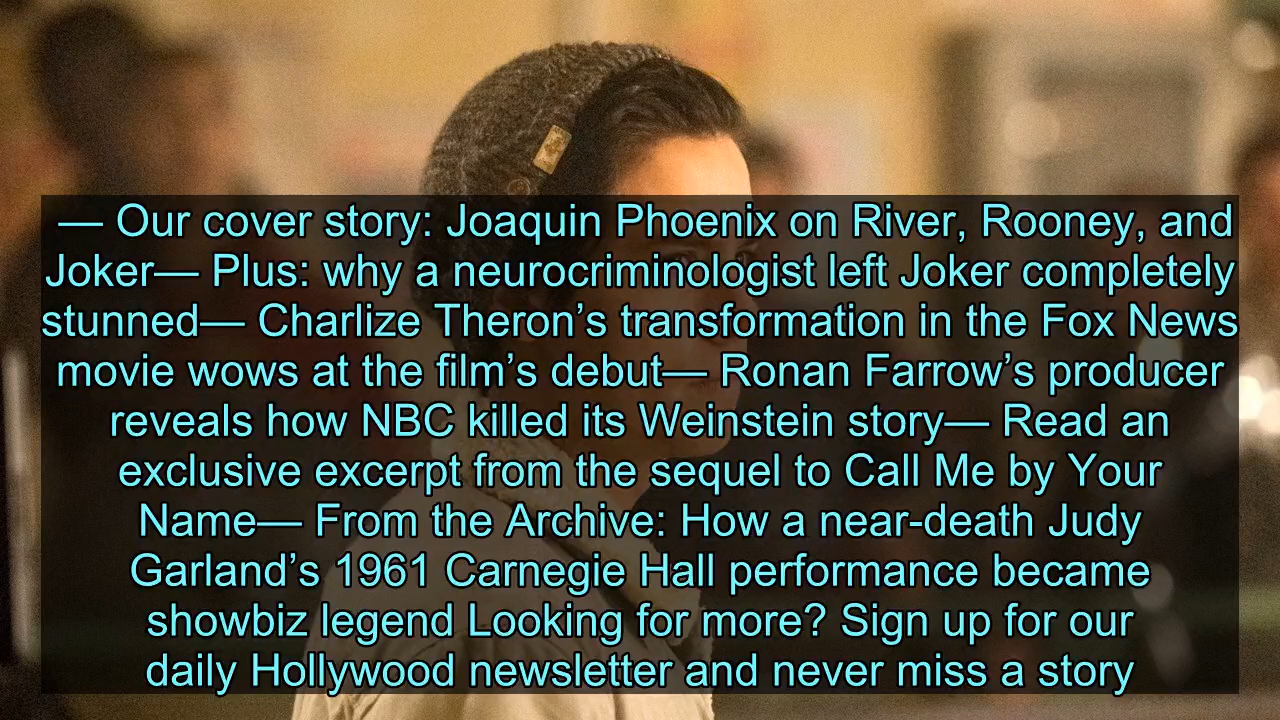 — Our cover story: Joaquin Phoenix on River, Rooney, and
Joker— Plus: why a neurocriminologist left Joker completely
stunned— Charlize Theron’s transformation in the Fox News
movie wows at the film’s debut— Ronan Farrow’s producer
reveals how NBC killed its Weinstein story— Read an
exclusive excerpt from the sequel to Call Me by Your
Name— From the Archive: How a near-death Judy
Garland’s 1961 Carnegie Hall performance became
showbiz legend Looking for more? Sign up for our
daily Hollywood newsletter and never miss a story